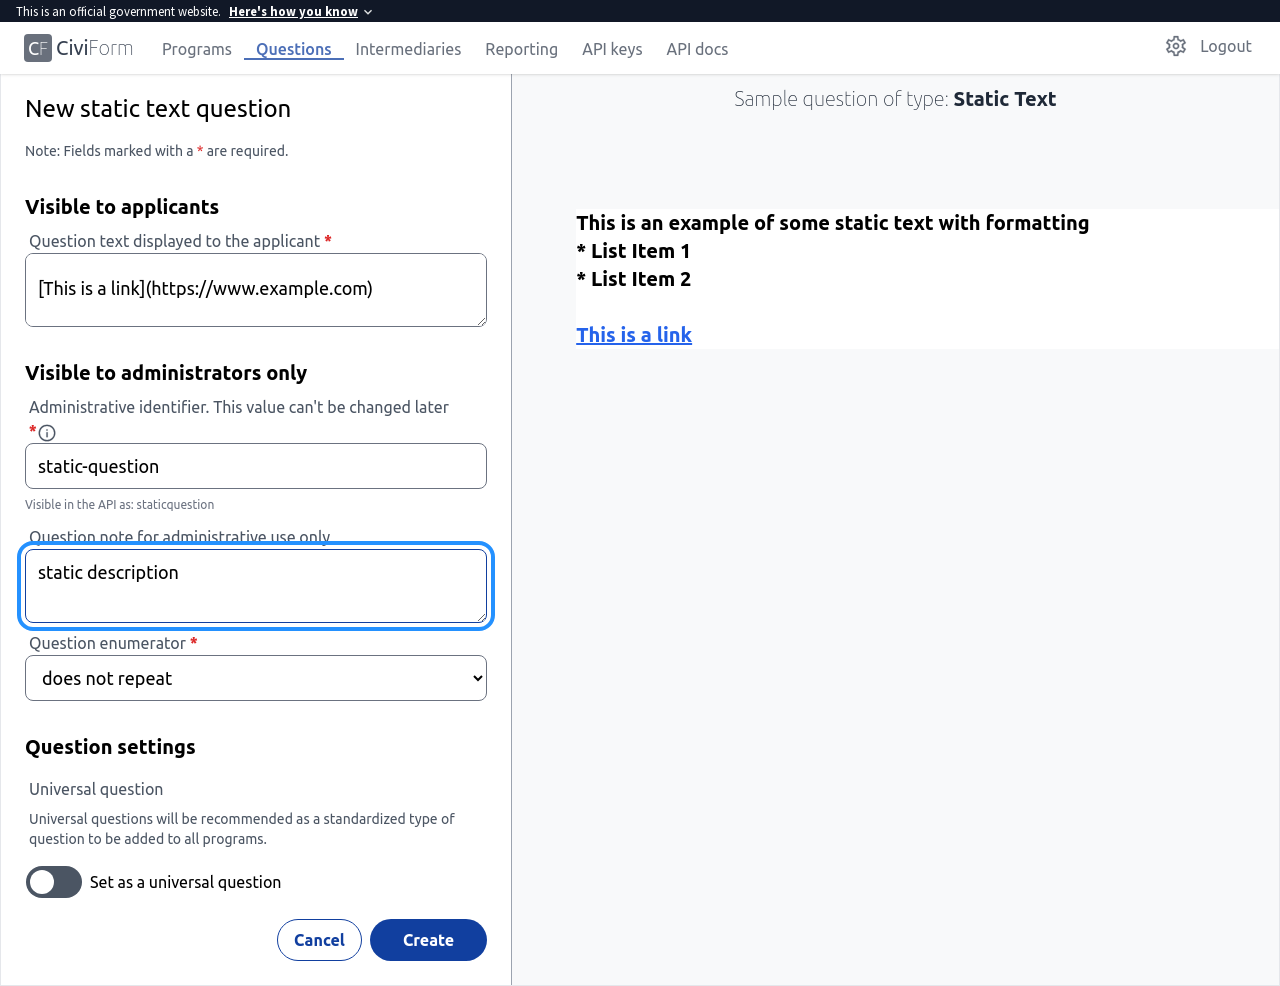 This is an official government website. Here's how you know
CF CiviForm Programs Questions Intermediaries Reporting API keys API docs Logout
New static text question
Note: Fields marked with a * are required.
Visible to applicants
Question text displayed to the applicant *
[This is a link](https://www.example.com)
Visible to administrators only
Administrative identifier. This value can't be changed later
*
static-question
Visible in the API as: staticquestion
Question note for administrative use only
static description
Question enumerator *
does not repeat
Question settings
Universal question
Universal questions will be recommended as a standardized type of
question to be added to all programs.
Set as a universal question
Cancel Create
Sample question of type: Static Text
This is an example of some static text with formatting
* List Item 1
* List Item 2
This is a link